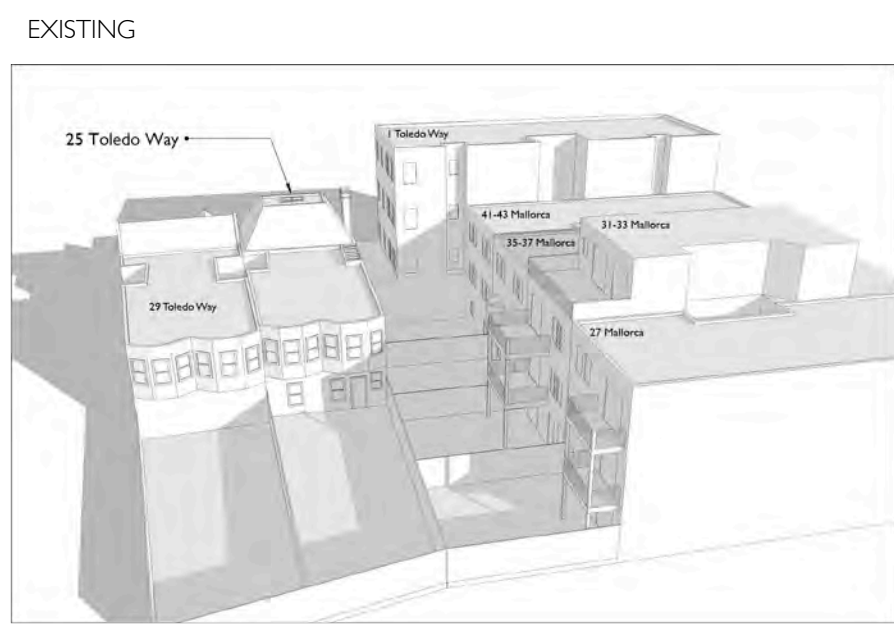 EXISTING
25 Toledo Way
1 Toledo Way
41-43 Mallorca
31-33 Mallorca
35-37 Mallorca
29 Toledo Way
27 Mallorca